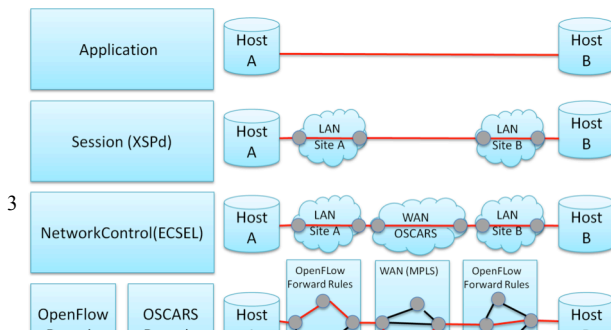 Application
Host
A
Host
B
Session (XSPd)
Host
A
LAN
Site A
LAN
Site B
Host
B
3
NetworkControl(ECSEL)
Host
A
LAN
Site A
WAN
OSCARS
LAN
Site B
Host
B
OpenFlow
OSCARS
Host
OpenFLow
Forward Rules
WAN (MPLS)
OpenFlow
Forward Rules
Host